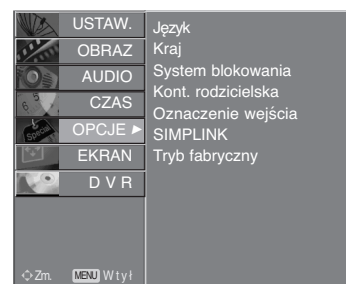 USTAW.
OBRAZ
AUDIO
CZAS
OPCJE ►
EKRAN
D V R
Język
Kraj
System blokowania
Kont. rodzicielska
Oznaczenie wejścia
SIMPLINK
Tryb fabryczny
Zm. MENU Wtył
Special